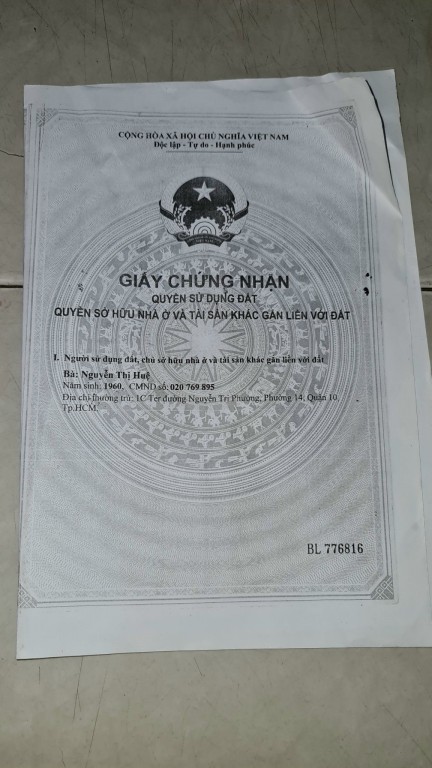 CỘNG HÒA XÃ HỘI CHỦ NGHĨA VIỆT NAM
Độc lập - Tự do - Hạnh phúc
GIẤY CHỨNG NHẬN
QUYỀN SỬ DỤNG ĐẤT
QUYỀN SỞ HỮU NHÀ Ở VÀ TÀI SẢN KHÁC GẮN LIỀN VỚI ĐẤT
I. Người sử dụng đất, chủ sở hữu nhà ở và tài sản khác gắn liền với đất
Bà: Nguyễn Thị Huệ
Năm sinh: 1960, CMND số: 020 769 895
Địa chỉ thường trú: 1C Ter đường Nguyễn Tri Phương, Phường 14, Quận 10,
Tp.HCM.
BL 776816